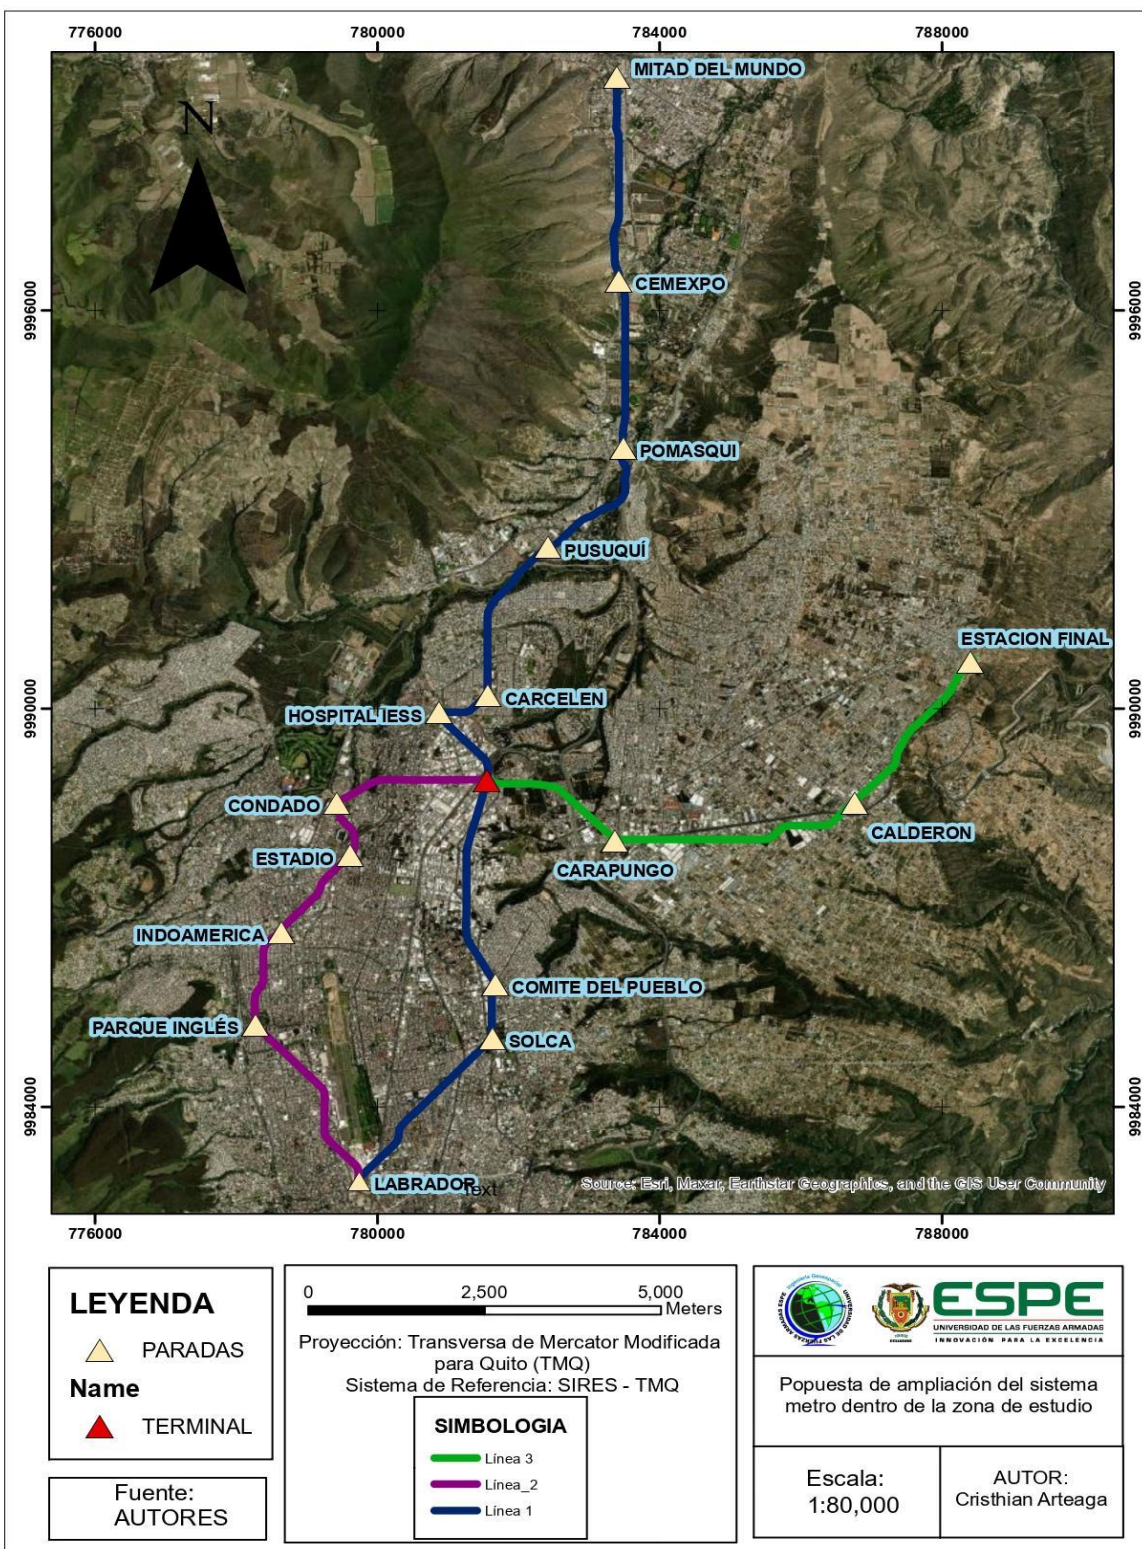 776000 780000 784000 788000
N
MITAD DEL MUNDO
9996000 9996000
CEMEXPO
POMASQUI
PUSUQUÍ
ESTACION FINAL
CARCELEN
HOSPITAL IESS
9990000 9990000
CONDADO
CALDERON
ESTADIO
CARAPUNGO
INDOAMERICA
COMITE DEL PUEBLO
PARQUE INGLÉS
SOLCA
9984000 9984000
LABRADOR
Text
Source: Esri, Maxar, Earthstar Geographics, and the GIS User Community
776000 780000 784000 788000
LEYENDA
PARADAS
Name
TERMINAL
Fuente:
AUTORES
0 2,500 5,000
Meters
Proyección: Transversa de Mercator Modificada
para Quito (TMQ)
Sistema de Referencia: SIRES - TMQ
SIMBOLOGIA
Línea 3
Línea_2
Línea 1
ESPE
UNIVERSIDAD DE LAS FUERZAS ARMADAS
INNOVACIÓN PARA LA EXCELENCIA
Popuesta de ampliación del sistema
metro dentro de la zona de estudio
Escala:
1:80,000
AUTOR:
Cristhian Arteaga